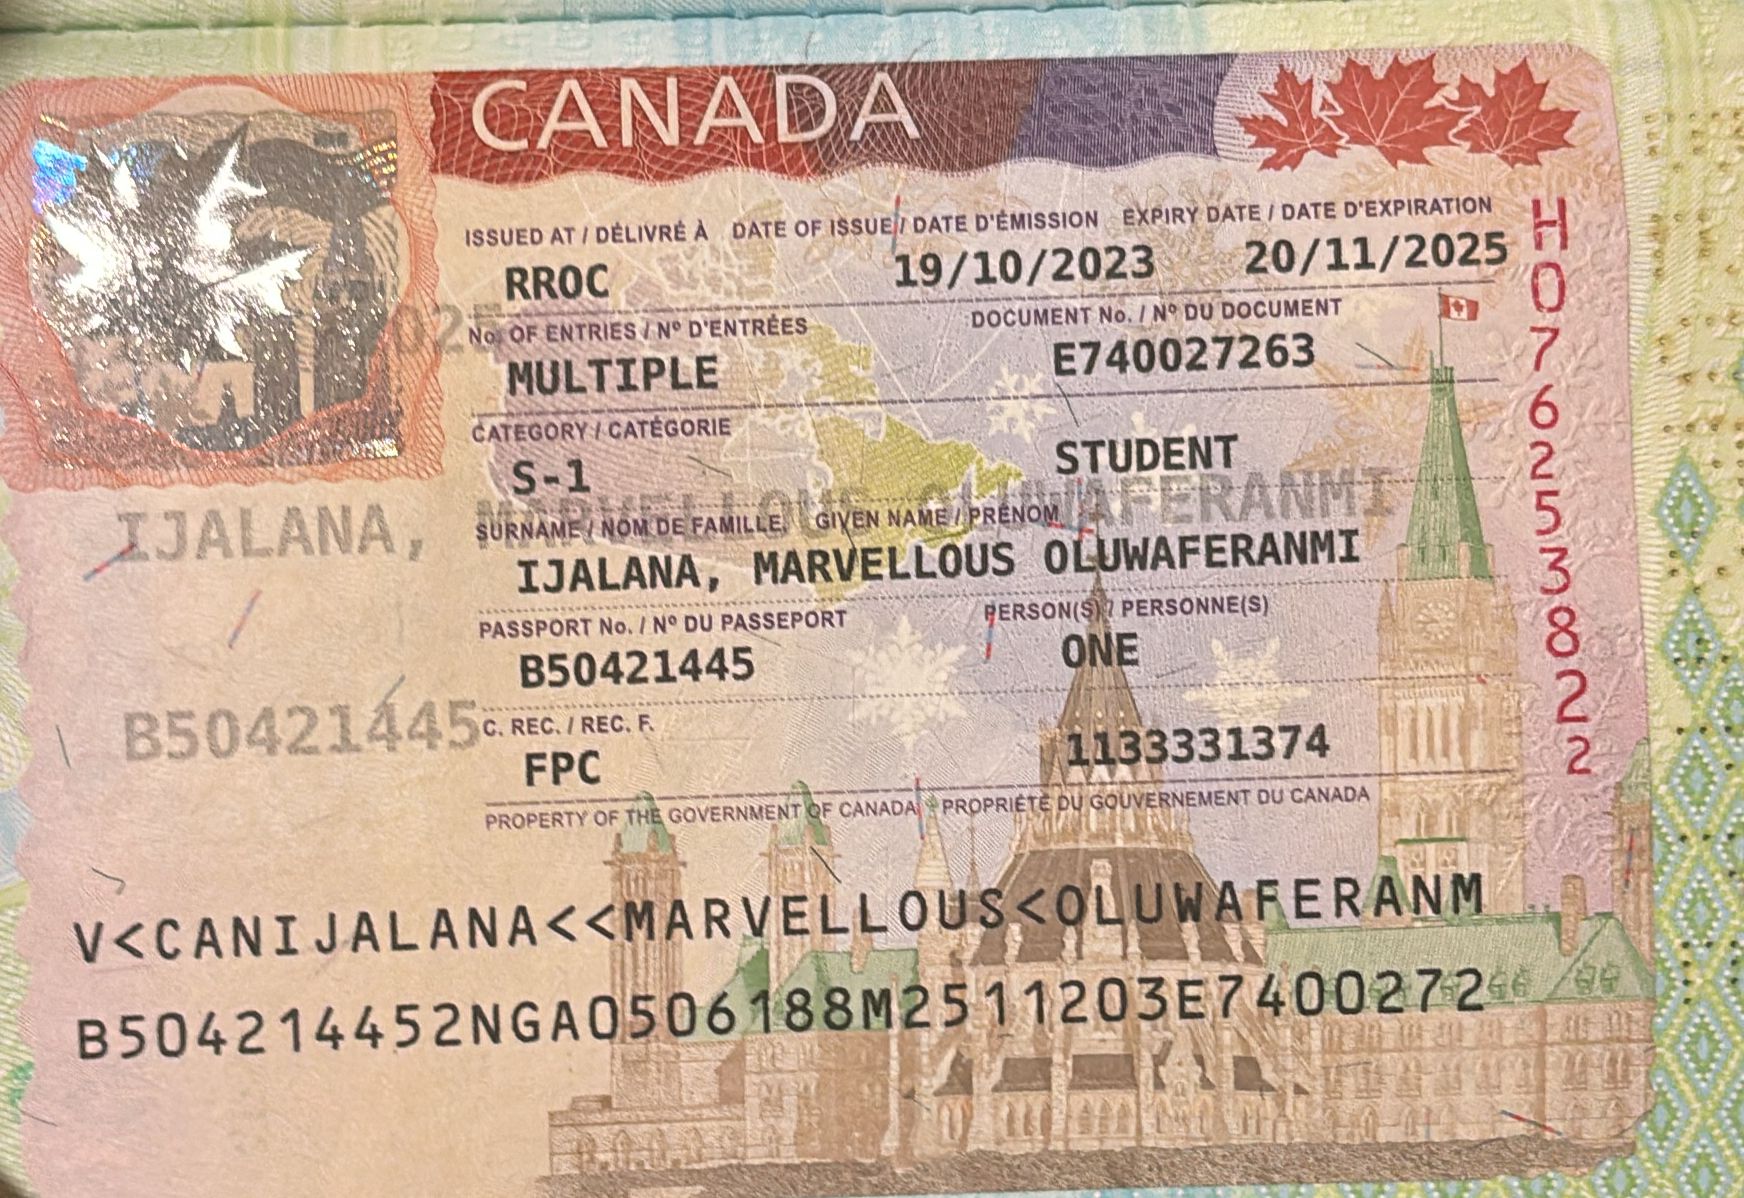 CANADA
ISSUED AT / DÉLIVRÉ À DATE OF ISSUE / DATE D'ÉMISSION EXPIRY DATE / DATE D'EXPIRATION
RROC 19/10/2023 20/11/2025
No. OF ENTRIES / Nº D'ENTRÉES DOCUMENT No. / Nº DU DOCUMENT
MULTIPLE E740027263
CATEGORY / CATÉGORIE
S-1 STUDENT
IJALANA, MARVELLOUS OLUWAFERANMI
SURNAME / NOM DE FAMILLE, GIVEN NAME / PRÉNOM
IJALANA, MARVELLOUS OLUWAFERANMI
PASSPORT No. / Nº DU PASSEPORT PERSON(S) / PERSONNE(S)
B50421445 ONE
B50421445
C. REC. / REC. F.
FPC 1133331374
PROPERTY OF THE GOVERNMENT OF CANADA • PROPRIÉTÉ DU GOUVERNEMENT DU CANADA
V<CANIJALANA<<MARVELLOUS<OLUWAFERANM
B504214452NGA0506188M2511203E7400272
H076253822